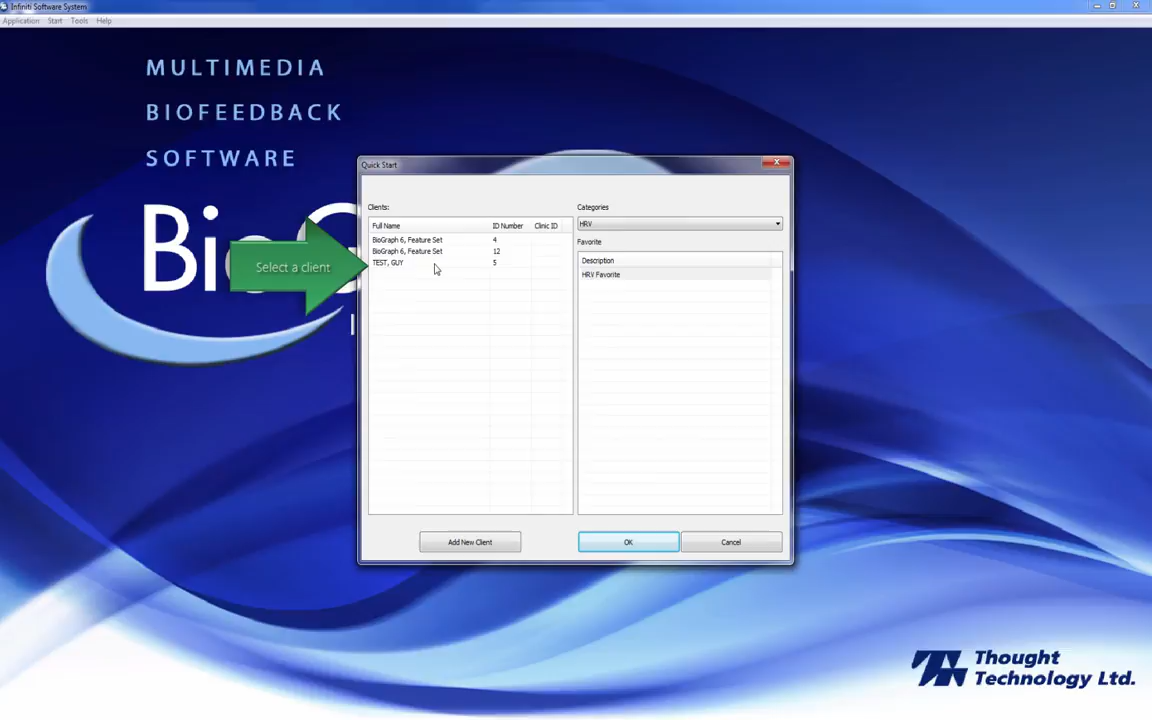 Infiniti Software System
Application Start Tools Help
MULTIMEDIA
BIOFEEDBACK
SOFTWARE
Quick Start
Clients:
Full Name ID Number Clinic ID
BioGraph 6, Feature Set 4
BioGraph 6, Feature Set 12
TEST, GUY 5
Select a client
Categories
HRV
Favorite
Description
HRV Favorite
Add New Client
OK
Cancel
Thought
Technology Ltd.